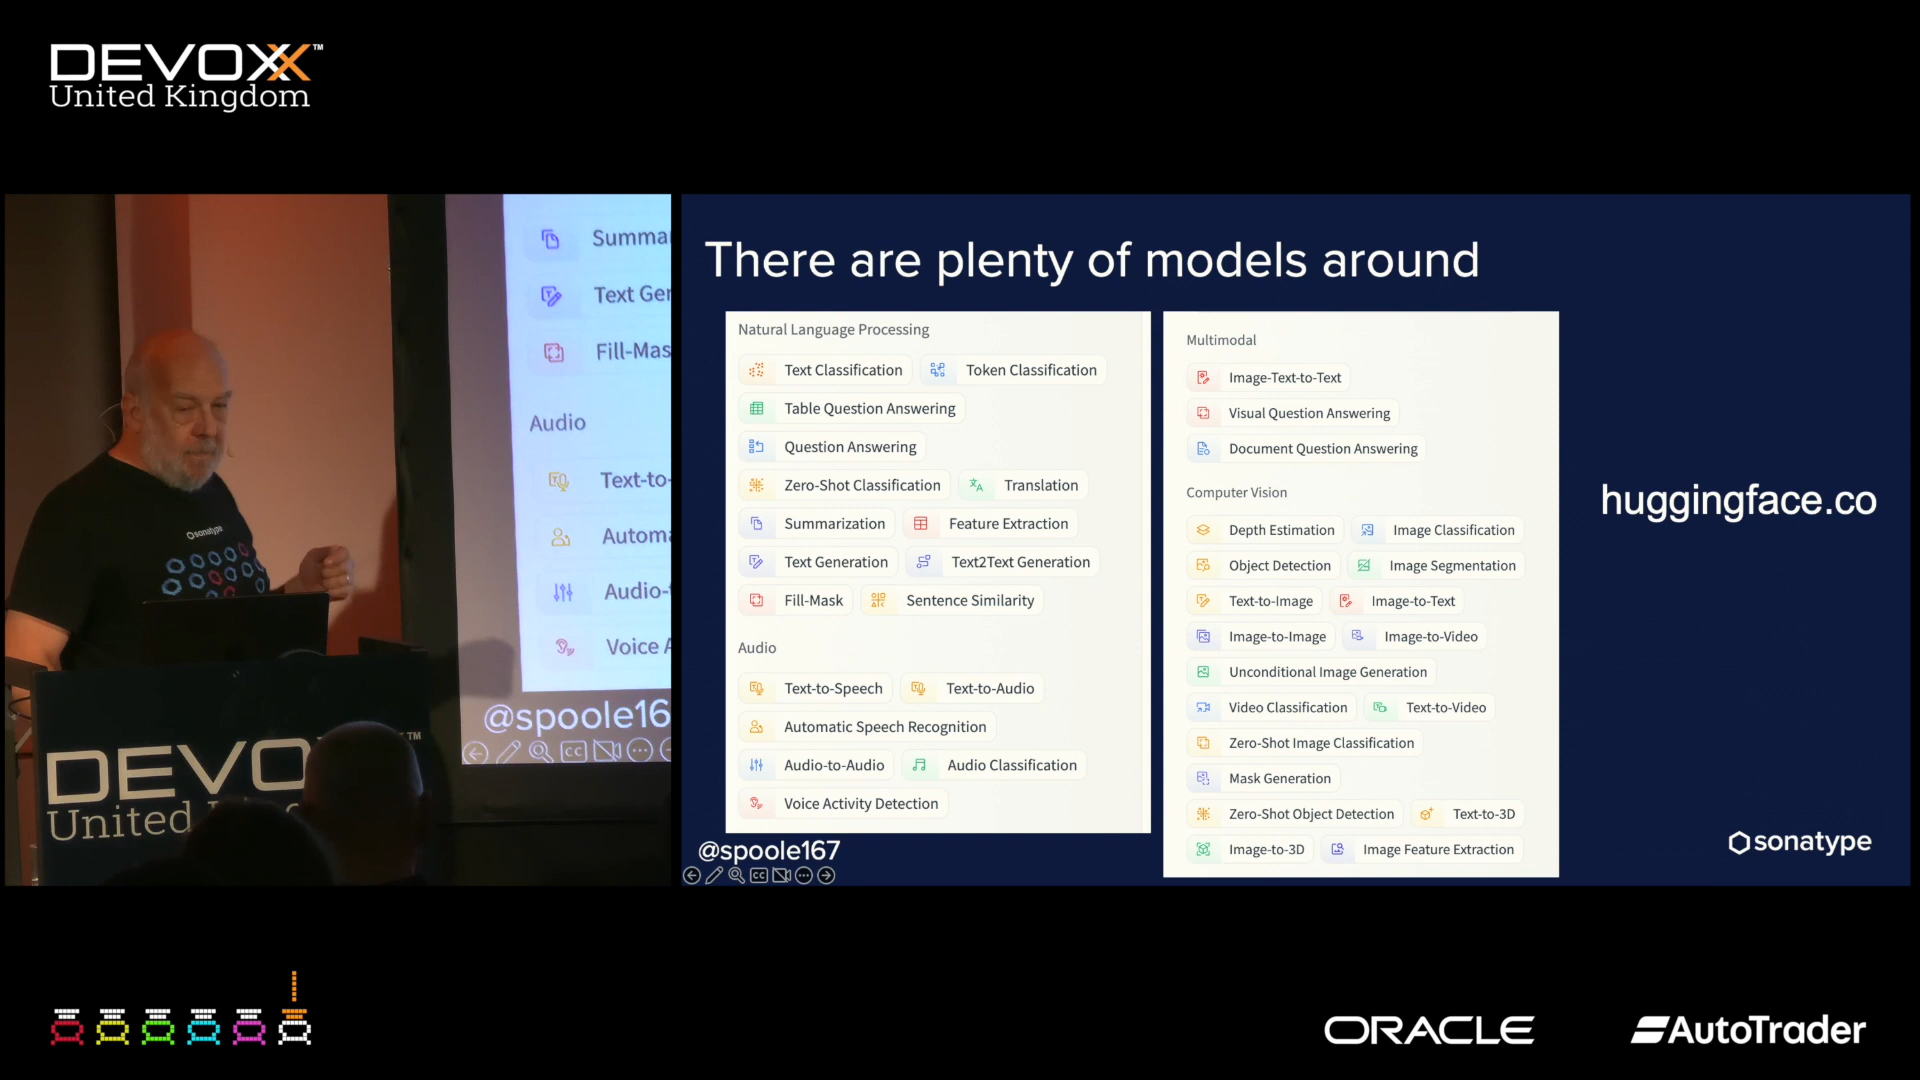 DEVOXX™
United Kingdom
Summa
Text Ge
Fill-Mas
Audio
Text-to-
Autom
Audio-
Voice A
@spoole16
CC
sonatype
DEVO ™
United
There are plenty of models around
Natural Language Processing
Text Classification Token Classification
Table Question Answering
Question Answering
Zero-Shot Classification Translation
Summarization Feature Extraction
Text Generation Text2Text Generation
Fill-Mask Sentence Similarity
Audio
Text-to-Speech Text-to-Audio
Automatic Speech Recognition
Audio-to-Audio Audio Classification
Voice Activity Detection
@spoole167
CC
Multimodal
Image-Text-to-Text
Visual Question Answering
Document Question Answering
Computer Vision
Depth Estimation Image Classification
Object Detection Image Segmentation
Text-to-Image Image-to-Text
Image-to-Image Image-to-Video
Unconditional Image Generation
Video Classification Text-to-Video
Zero-Shot Image Classification
Mask Generation
Zero-Shot Object Detection Text-to-3D
Image-to-3D Image Feature Extraction
huggingface.co
sonatype
ORACLE
AutoTrader